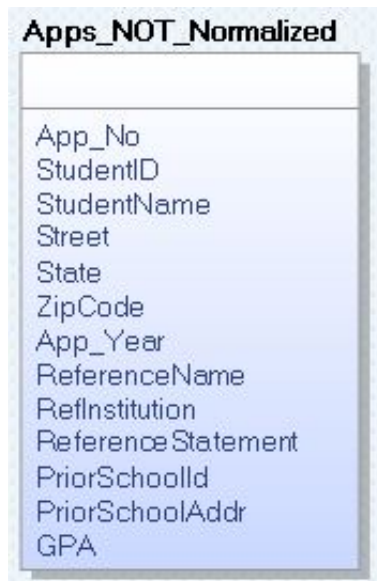 Apps_NOT_Normalized
App_No
StudentID
StudentName
Street
State
ZipCode
App_Year
ReferenceName
RefInstitution
ReferenceStatement
PriorSchoolId
PriorSchoolAddr
GPA